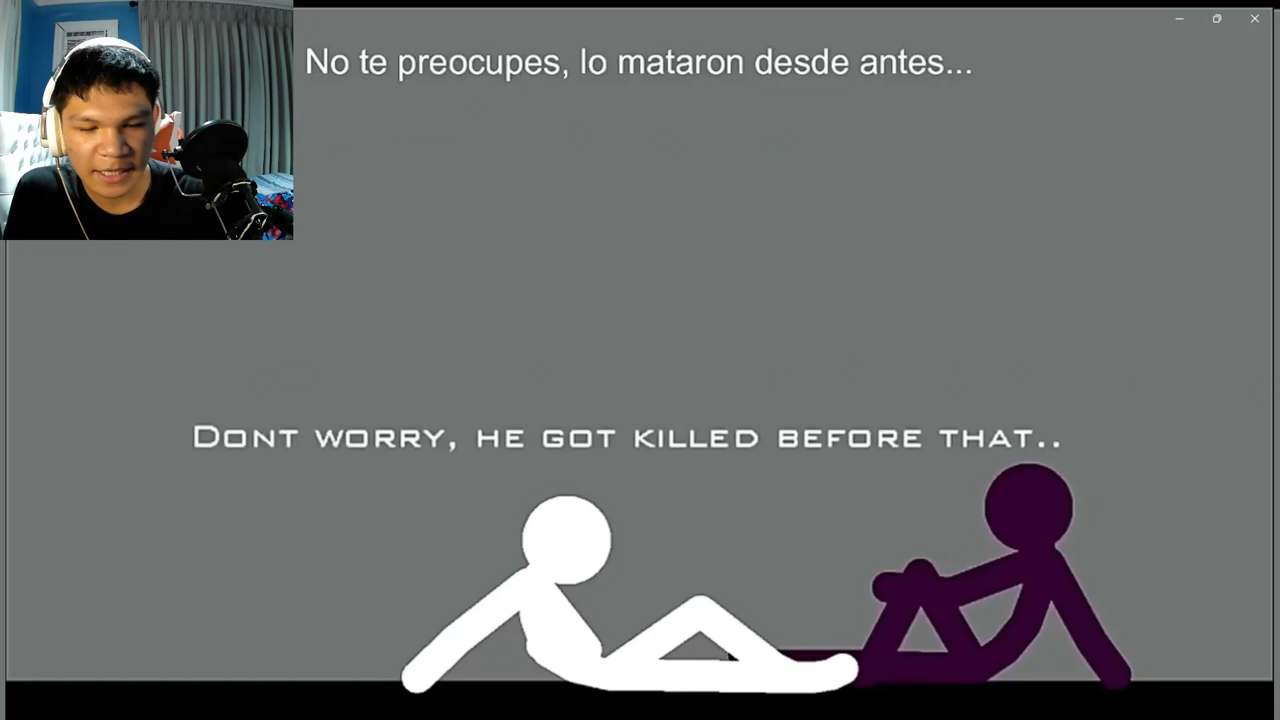 No te preocupes, lo mataron desde antes...
DONT WORRY, HE GOT KILLED BEFORE THAT..